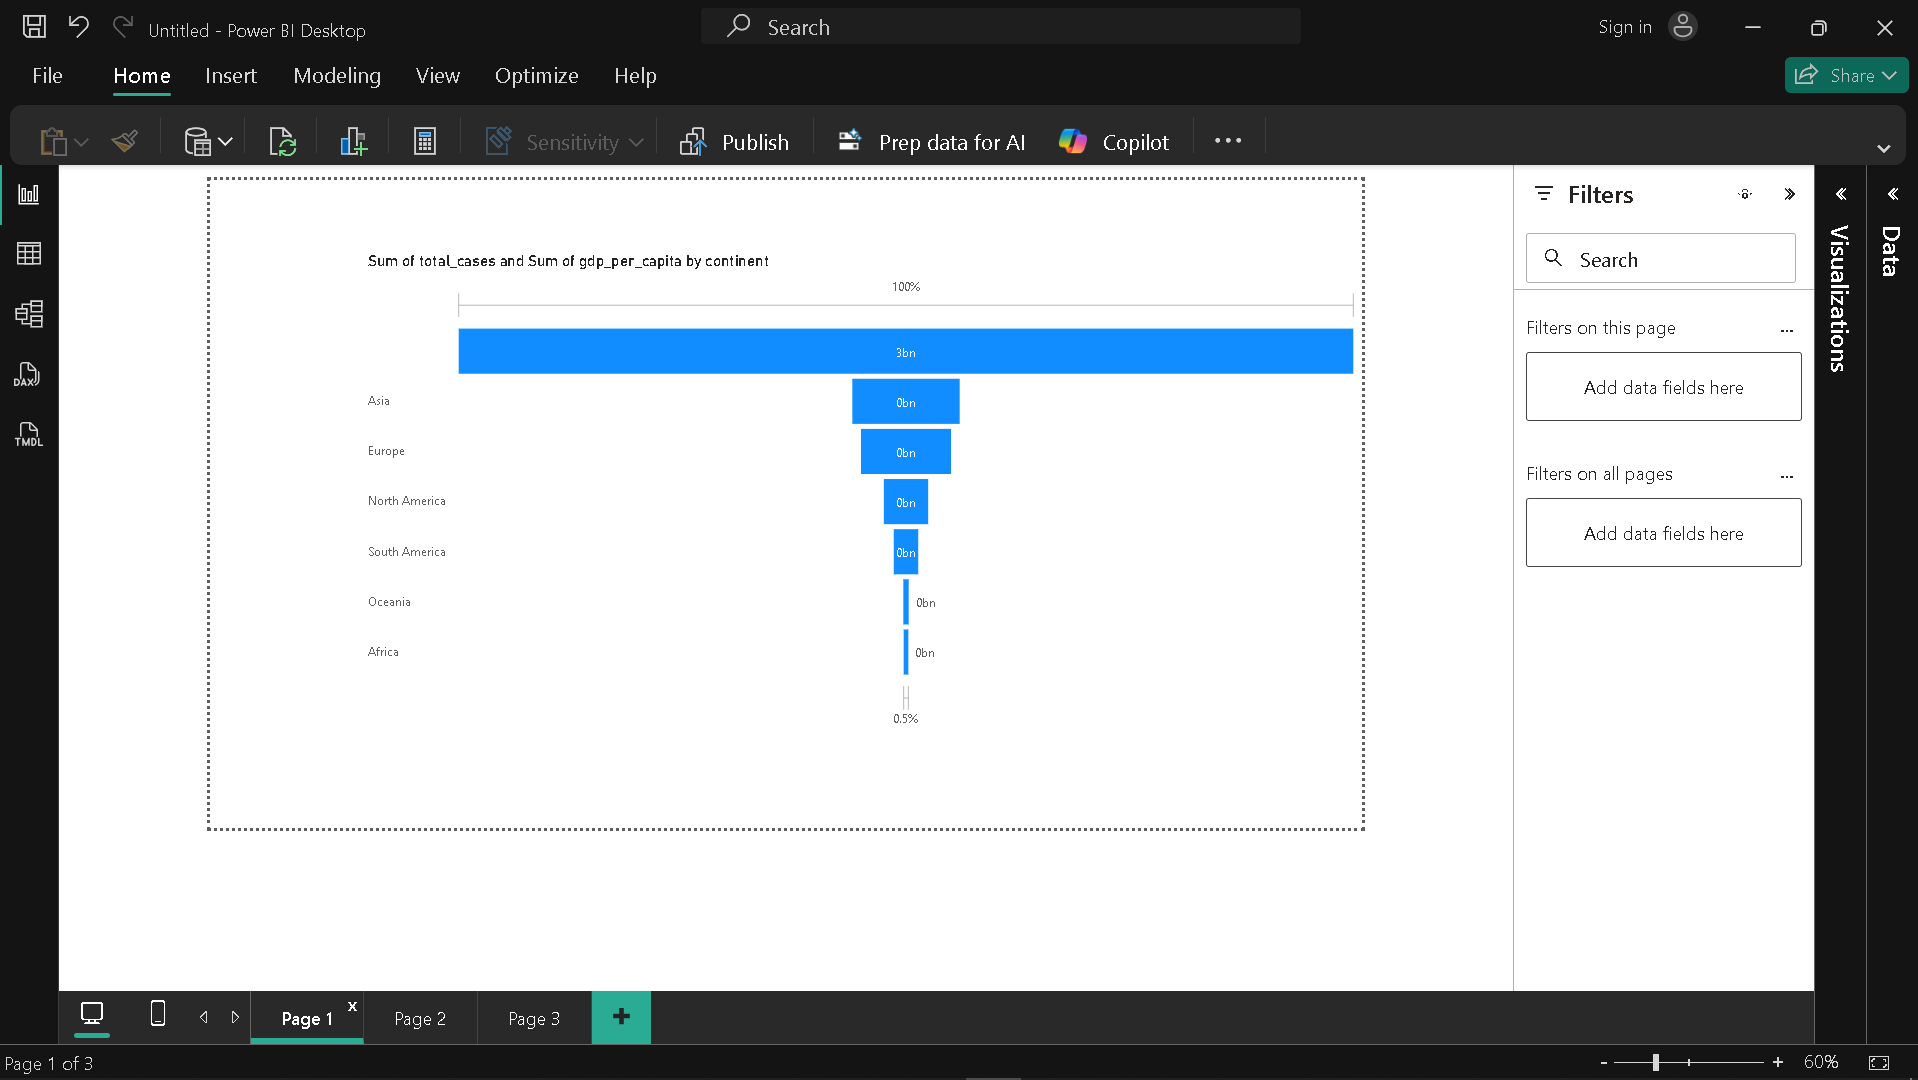 Untitled - Power BI Desktop
Search
Sign in
File
Home
Insert
Modeling
View
Optimize
Help
Share
Sensitivity
Publish
Prep data for AI
Copilot
DAX
TMDL
Sum of total_cases and Sum of gdp_per_capita by continent
100%
3bn
Asia
0bn
Europe
0bn
North America
0bn
South America
0bn
Oceania
0bn
Africa
0bn
0.5%
Filters
Search
Filters on this page
...
Add data fields here
Filters on all pages
...
Add data fields here
Visualizations
Data
Page 1
x
Page 2
Page 3
+
Page 1 of 3
-
+
60%